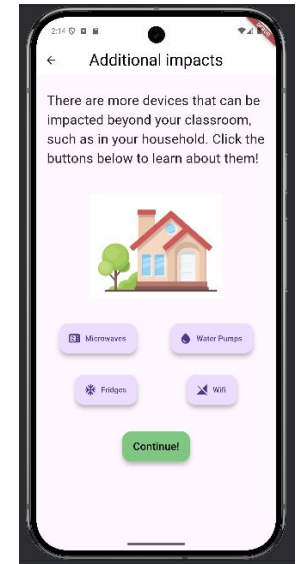 2:14
Additional impacts
There are more devices that can be
impacted beyond your classroom,
such as in your household. Click the
buttons below to learn about them!
Microwaves
Water Pumps
Fridges
Wifi
Continue!